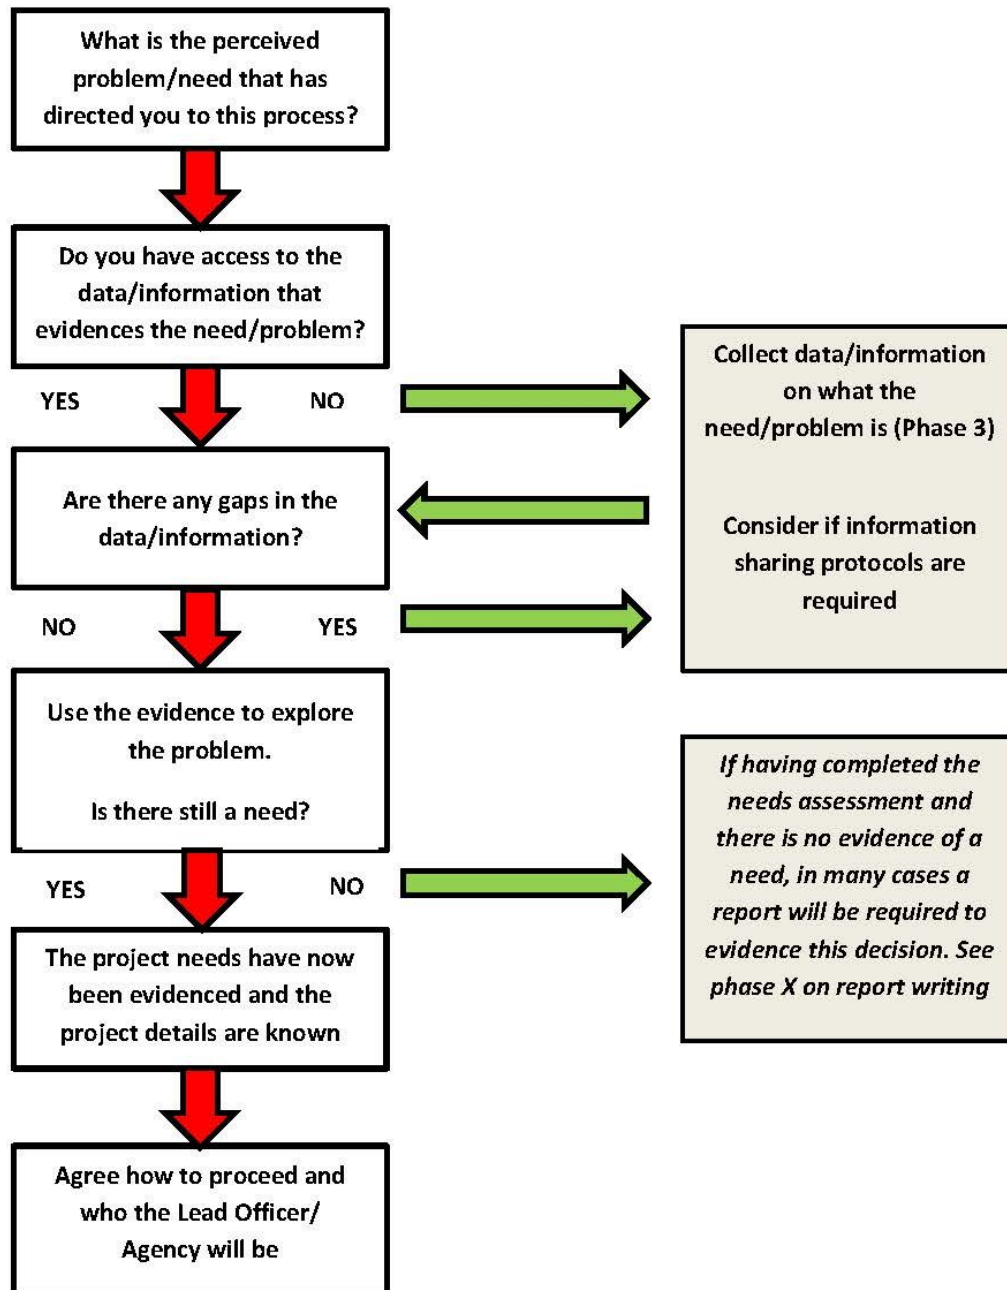 What is the perceived
problem/need that has
directed you to this process?
Do you have access to the
data/information that
evidences the need/problem?
YES
NO
Collect data/information
on what the
need/problem is (Phase 3)
Consider if information
sharing protocols are
required
Are there any gaps in the
data/information?
NO
YES
Use the evidence to explore
the problem.
Is there still a need?
YES
NO
If having completed the
needs assessment and
there is no evidence of a
need, in many cases a
report will be required to
evidence this decision. See
phase X on report writing
The project needs have now
been evidenced and the
project details are known
Agree how to proceed and
who the Lead Officer/
Agency will be